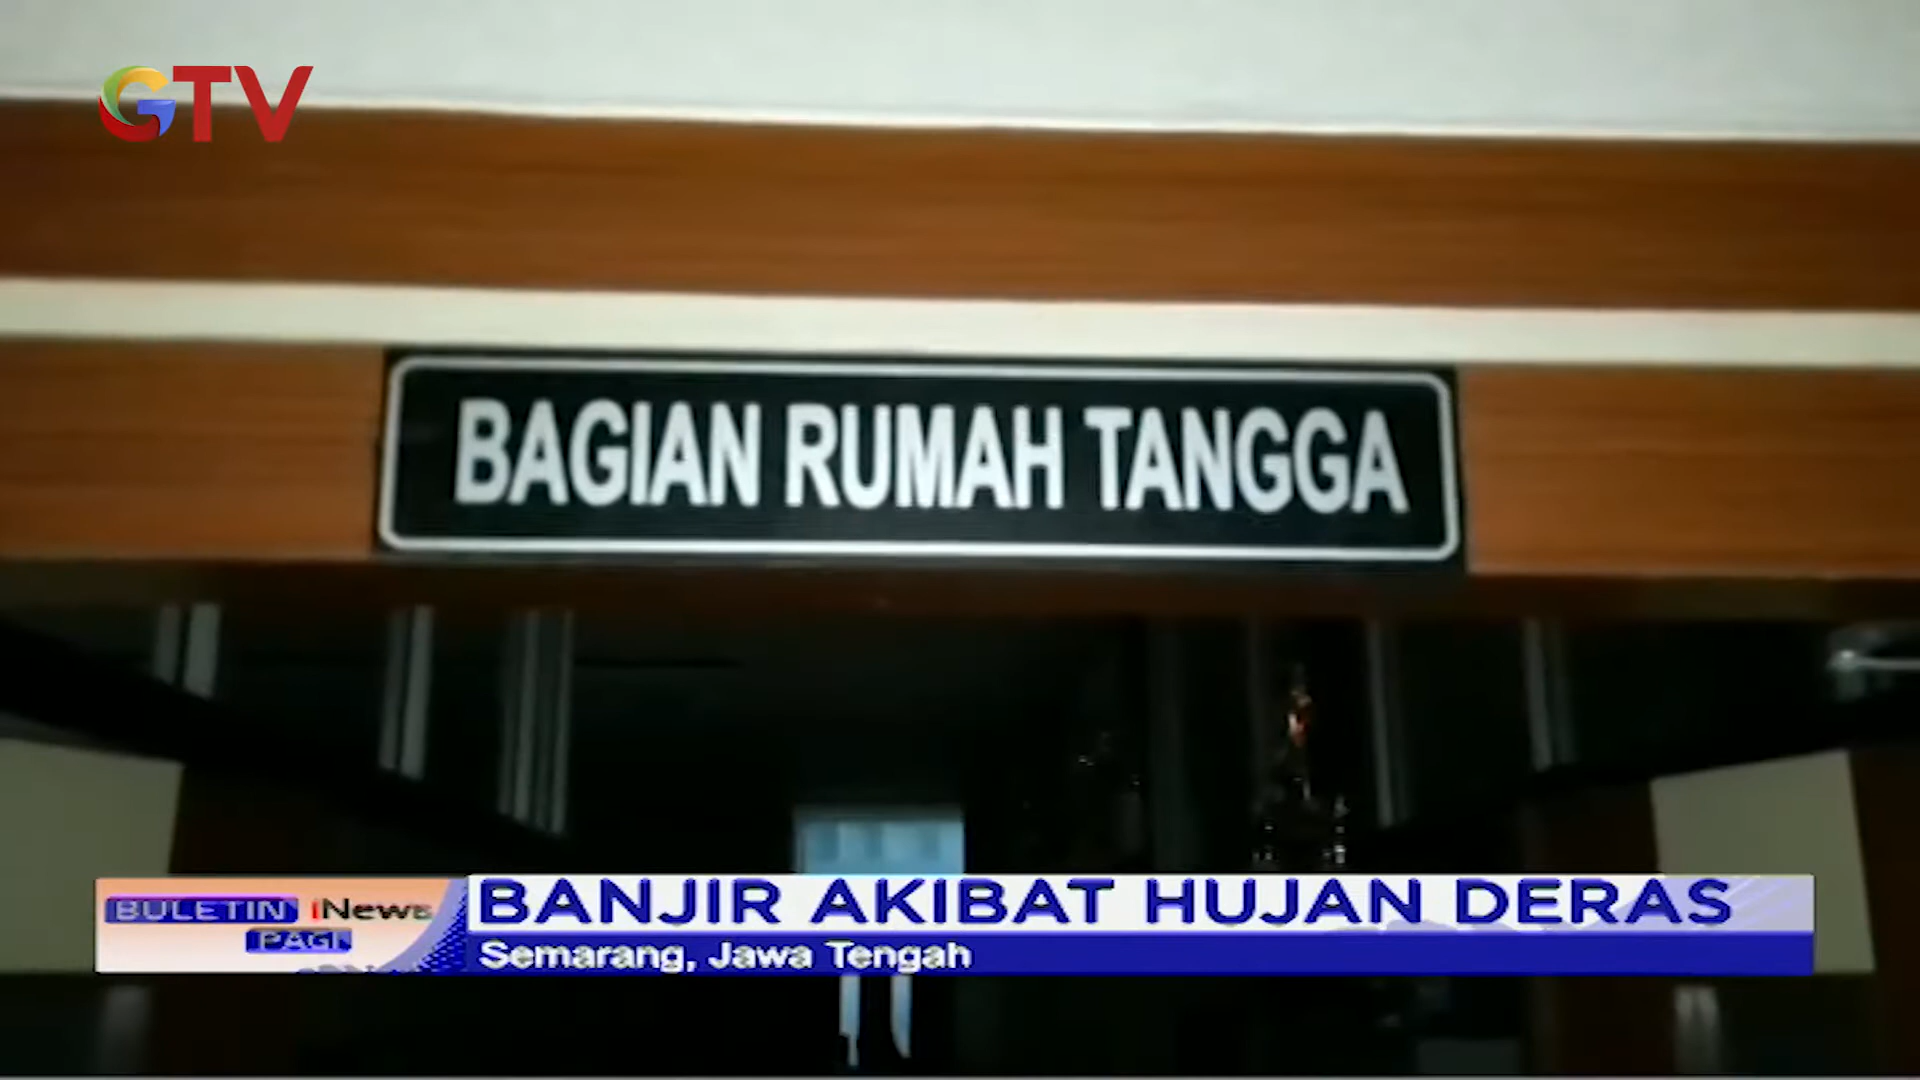 GTV
BAGIAN RUMAH TANGGA
BULETIN iNews
PAGI
BANJIR AKIBAT HUJAN DERAS
Semarang, Jawa Tengah